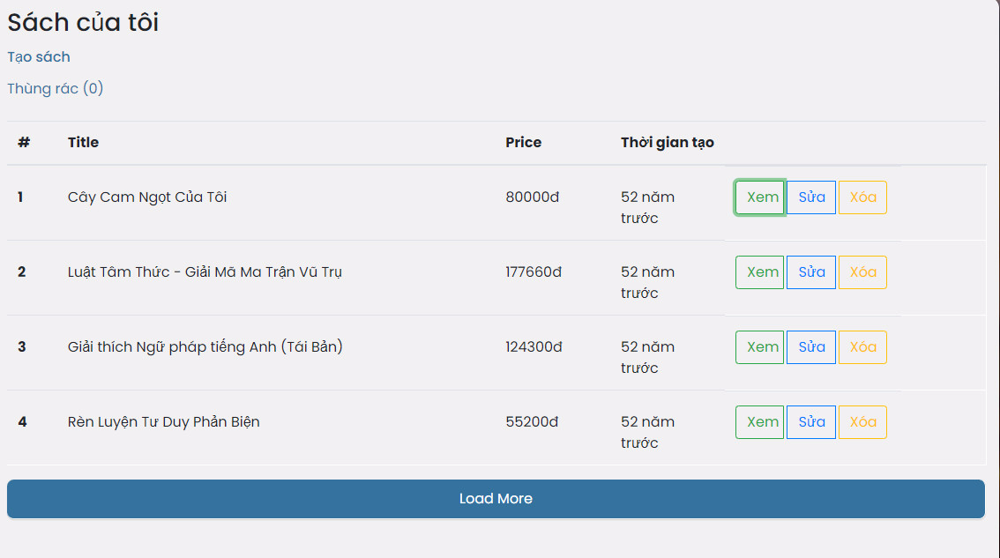 Sách của tôi
Tạo sách
Thùng rác (0)
# Title Price Thời gian tạo
1 Cây Cam Ngọt Của Tôi 80000đ 52 năm trước Xem Sửa Xóa
2 Luật Tâm Thức - Giải Mã Ma Trận Vũ Trụ 177660đ 52 năm trước Xem Sửa Xóa
3 Giải thích Ngữ pháp tiếng Anh (Tái Bản) 124300đ 52 năm trước Xem Sửa Xóa
4 Rèn Luyện Tư Duy Phản Biện 55200đ 52 năm trước Xem Sửa Xóa
Load More